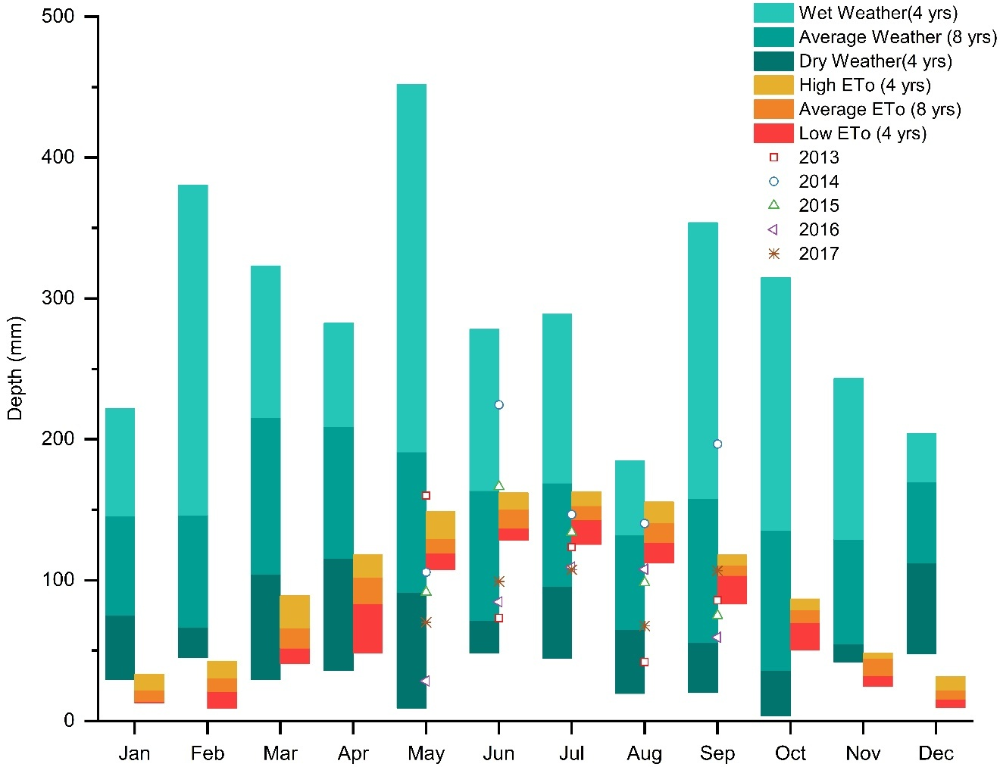 500
400
300
200
100
0
Depth (mm)
Jan Feb Mar Apr May Jun Jul Aug Sep Oct Nov Dec
Wet Weather(4 yrs)
Average Weather (8 yrs)
Dry Weather(4 yrs)
High ETo (4 yrs)
Average ETo (8 yrs)
Low ETo (4 yrs)
2013
2014
2015
2016
2017